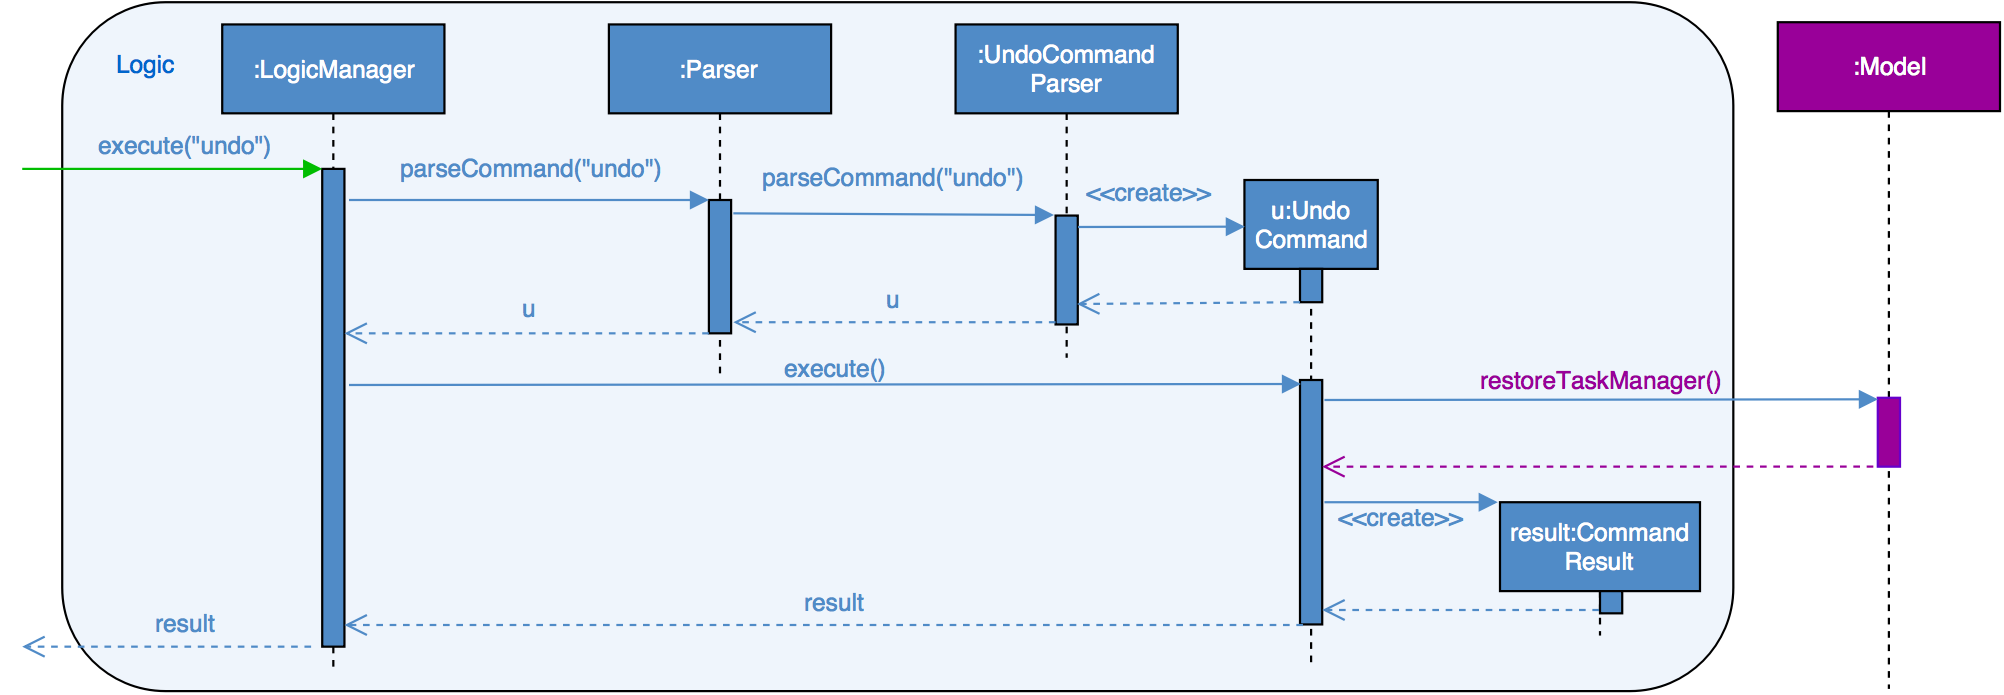 Logic
:LogicManager
:Parser
:UndoCommand
Parser
:Model
execute("undo")
parseCommand("undo")
parseCommand("undo")
<<create>>
u:Undo
Command
u
u
execute()
restoreTaskManager()
<<create>>
result:Command
Result
result
result